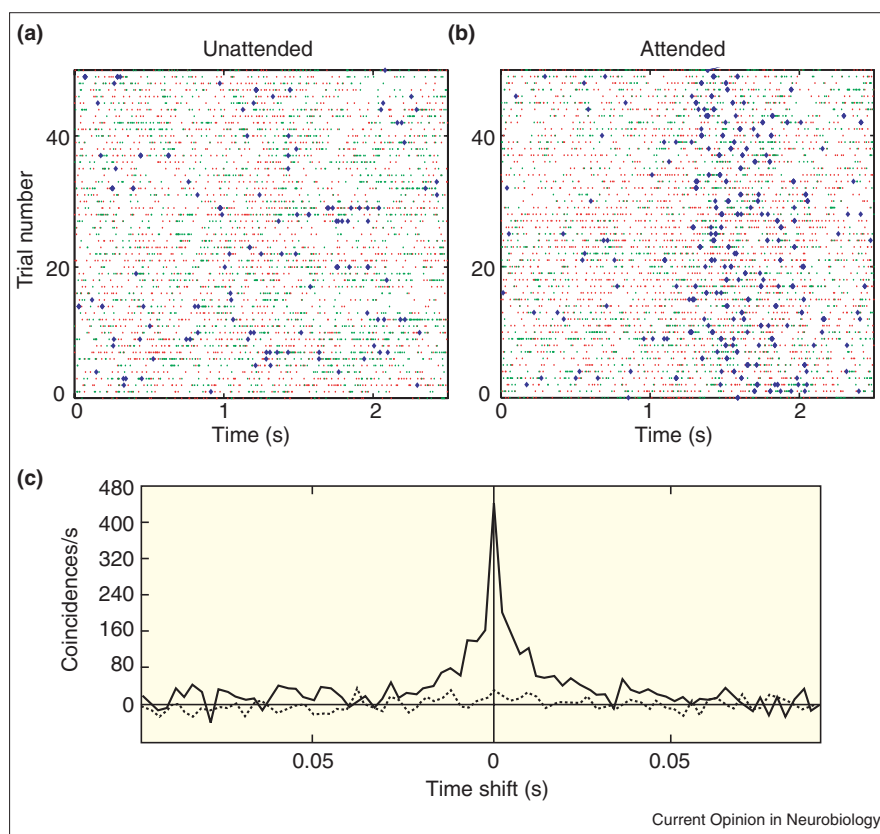 (a)
Unattended
(b)
Attended
Trial number
40
20
0
0
1
2
Time (s)
40
20
0
0
1
2
Time (s)
(c)
Coincidences/s
480
400
320
240
160
80
0
0.05
0
0.05
Time shift (s)
Current Opinion in Neurobiology